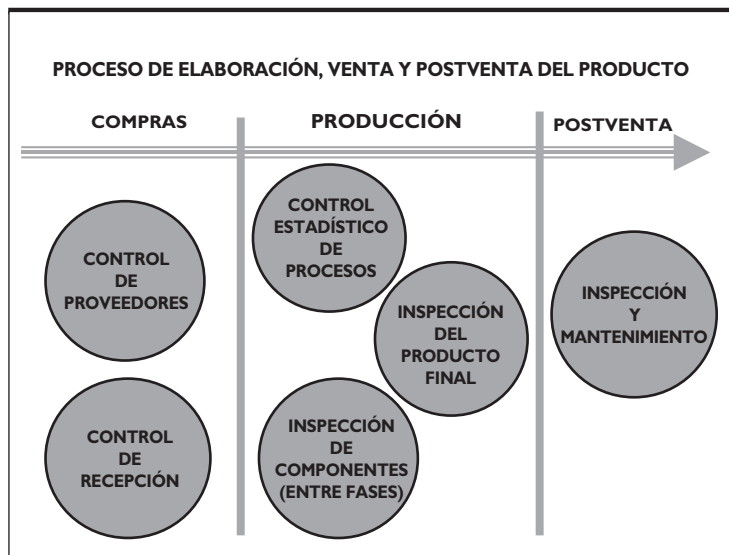 PROCESO DE ELABORACIÓN, VENTA Y POSTVENTA DEL PRODUCTO
COMPRAS
PRODUCCIÓN
POSTVENTA
CONTROL
DE
PROVEEDORES
CONTROL
DE
RECEPCIÓN
CONTROL
ESTADÍSTICO
DE
PROCESOS
INSPECCIÓN
DEL
PRODUCTO
FINAL
INSPECCIÓN
DE
COMPONENTES
(ENTRE FASES)
INSPECCIÓN
Y
MANTENIMIENTO